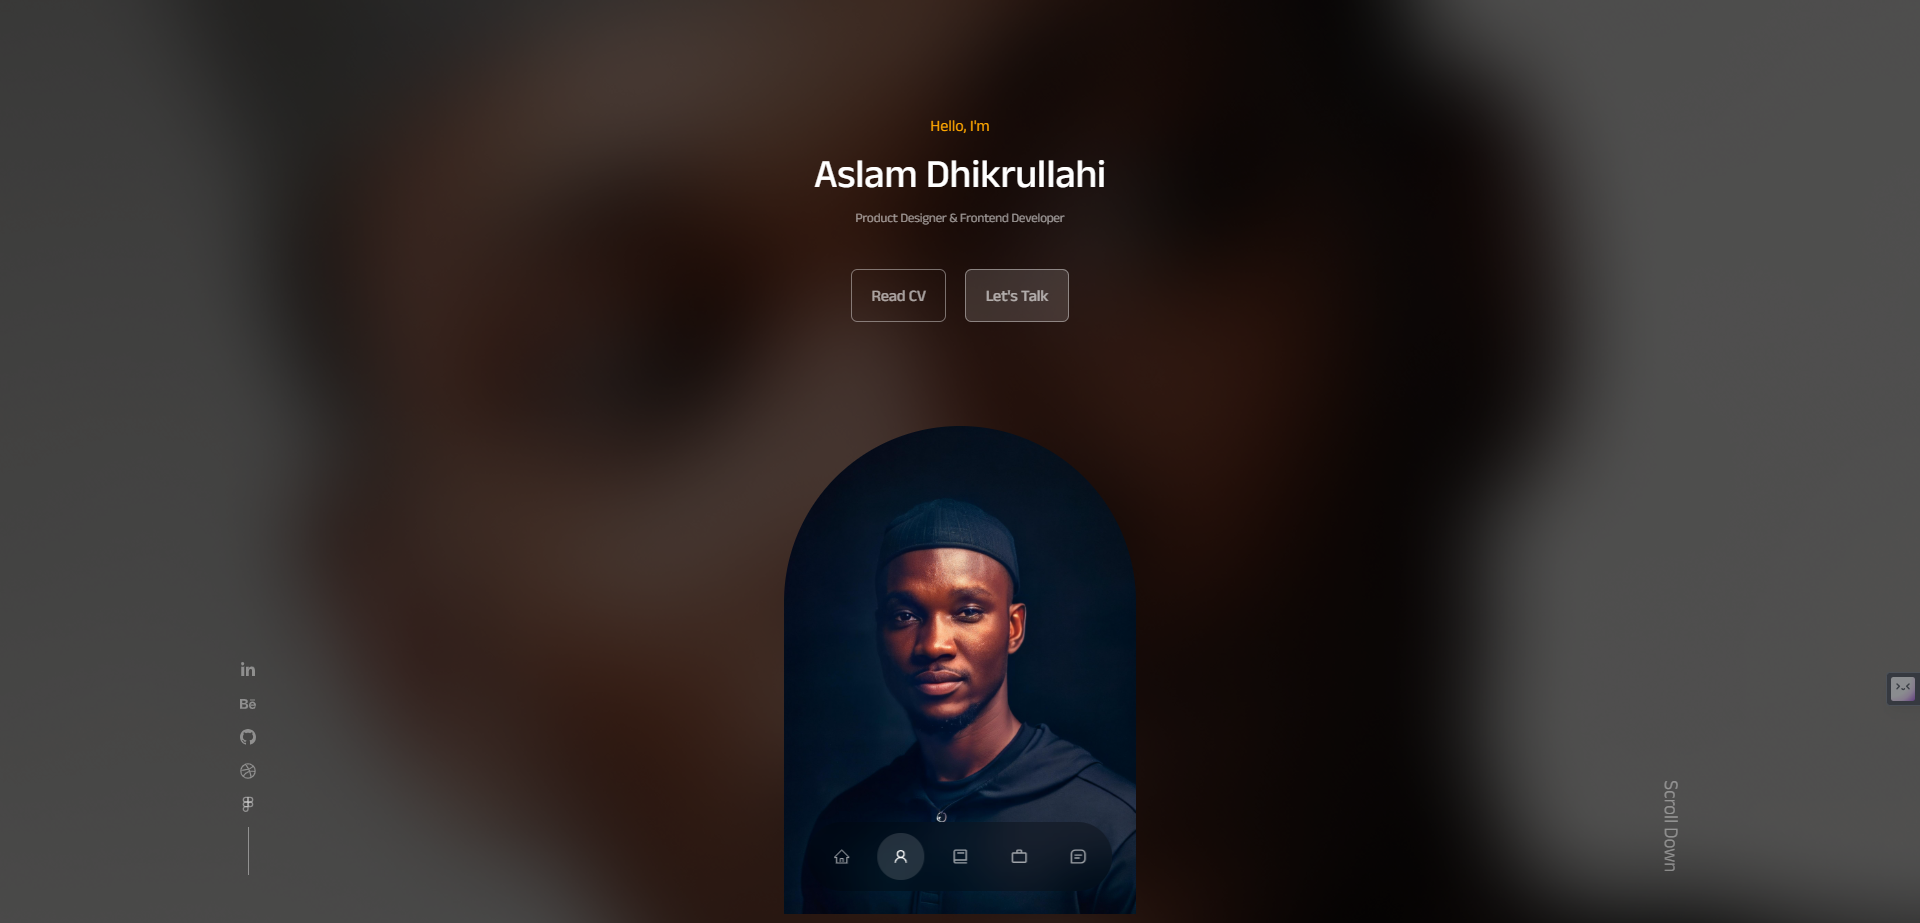 Hello, I'm
Aslam Dhikrullahi
Product Designer & Frontend Developer
Read CV
Let's Talk
in
Bē
Scroll Down